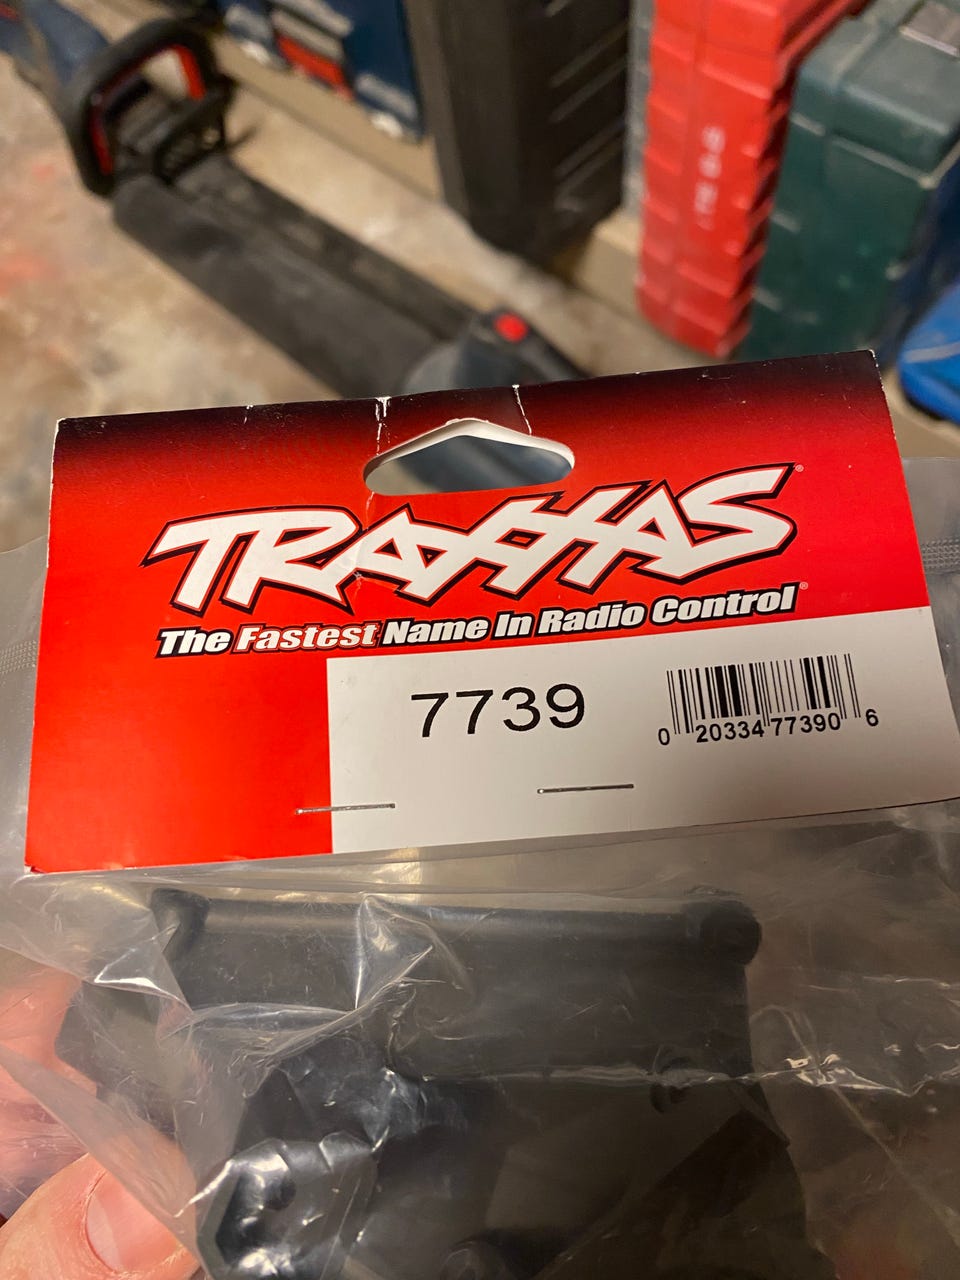 TRAXXAS®
The Fastest Name In Radio Control®
7739
0 20334 77390 6